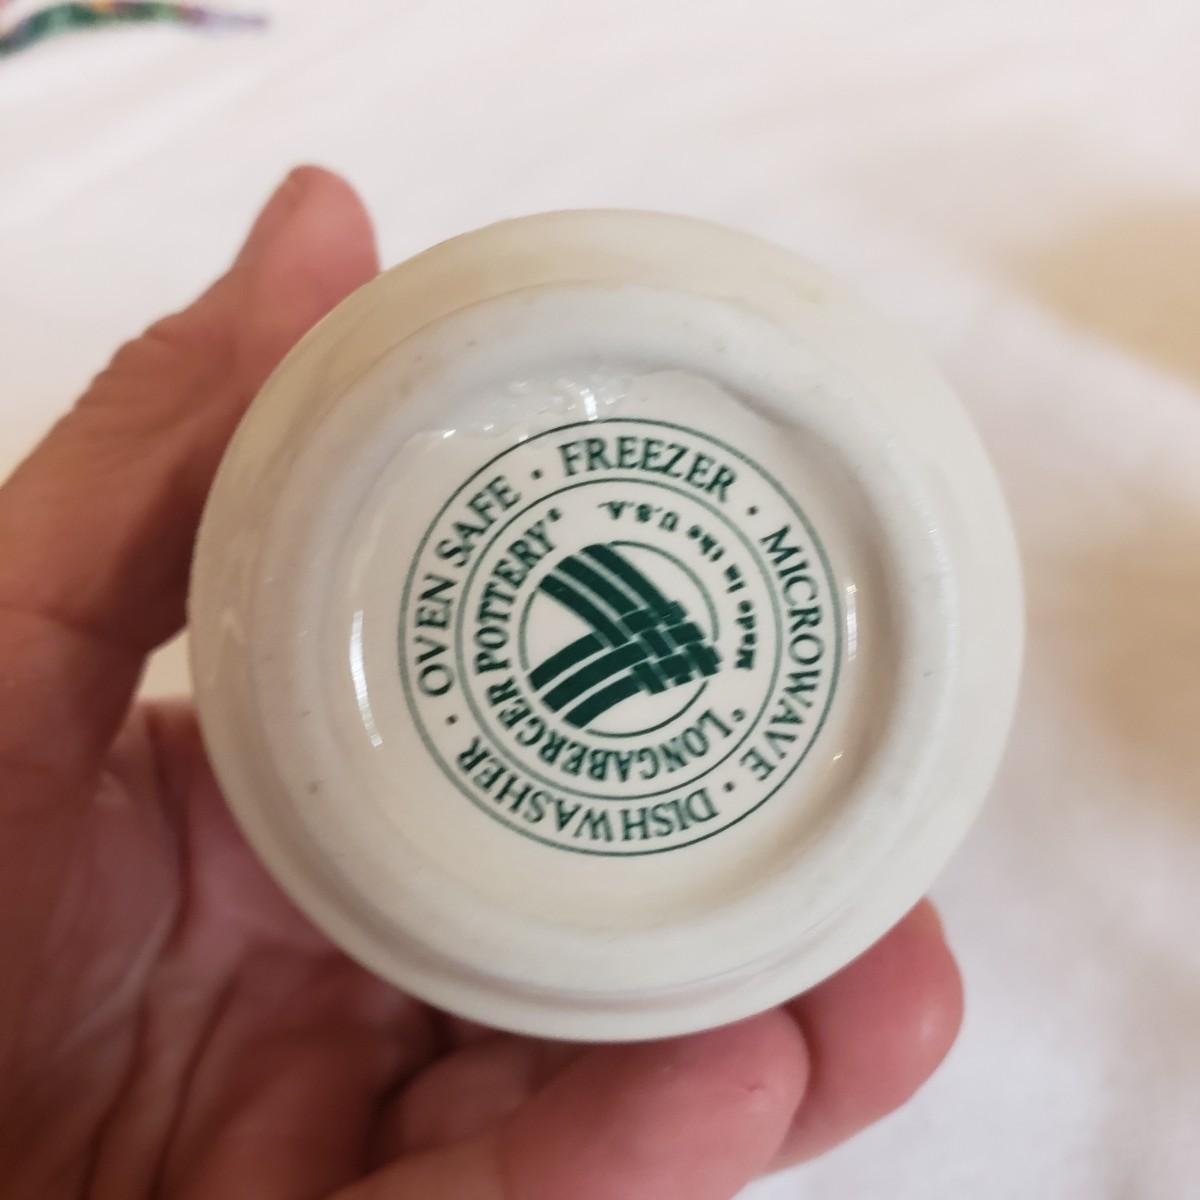 OVEN SAFE · FREEZER · MICROWAVE · DISHWASHER ·
LONGABERGER POTTERY®
Made in the U.S.A.